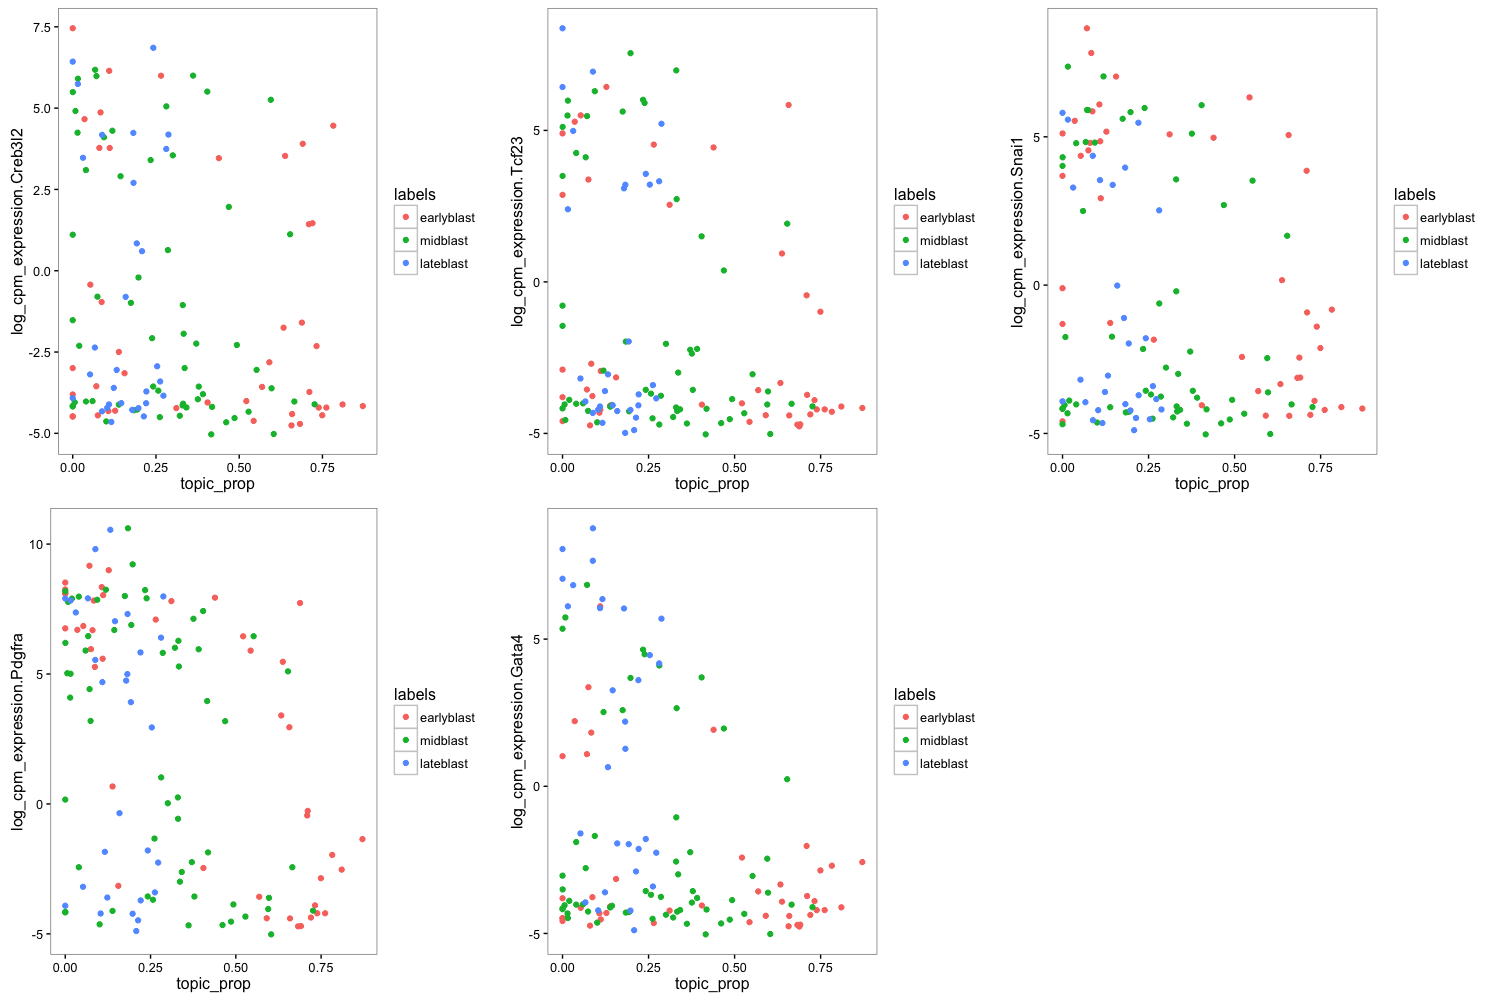 log_cpm_expression.Creb3l2
7.5
5.0
2.5
0.0
-2.5
-5.0
0.00 0.25 0.50 0.75
topic_prop
labels
earlyblast
midblast
lateblast
log_cpm_expression.Tcf23
5
0
-5
0.00 0.25 0.50 0.75
topic_prop
labels
earlyblast
midblast
lateblast
log_cpm_expression.Snai1
5
0
-5
0.00 0.25 0.50 0.75
topic_prop
labels
earlyblast
midblast
lateblast
log_cpm_expression.Pdgfra
10
5
0
-5
0.00 0.25 0.50 0.75
topic_prop
labels
earlyblast
midblast
lateblast
log_cpm_expression.Gata4
5
0
-5
0.00 0.25 0.50 0.75
topic_prop
labels
earlyblast
midblast
lateblast